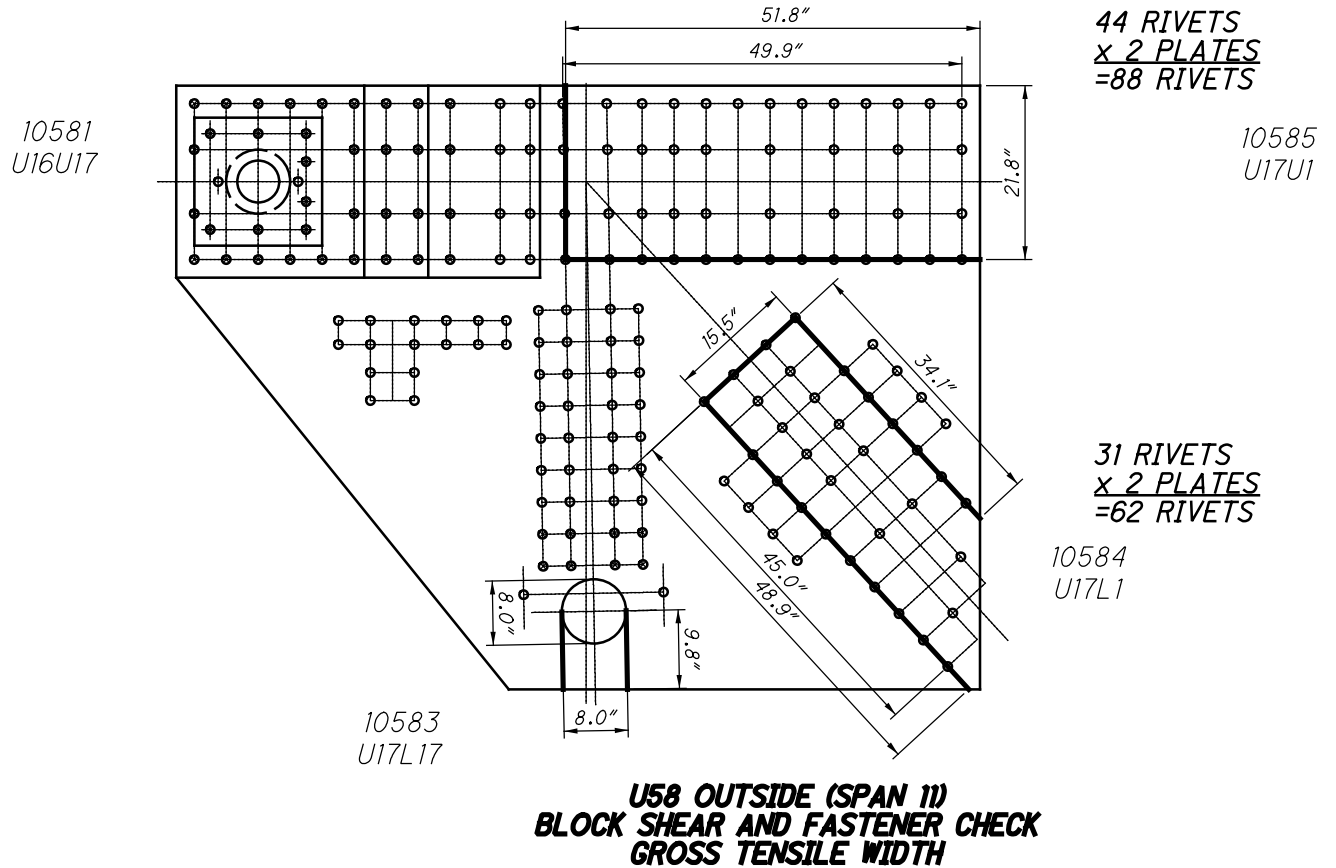 51.8"
49.9"
44 RIVETS
x 2 PLATES
=88 RIVETS
10581
U16U17
10585
U17U1
21.8"
15.5"
34.1"
31 RIVETS
x 2 PLATES
=62 RIVETS
10584
U17L1
45.0"
48.9"
8.0"
9.8"
8.0"
10583
U17L17
U58 OUTSIDE (SPAN 11)
BLOCK SHEAR AND FASTENER CHECK
GROSS TENSILE WIDTH